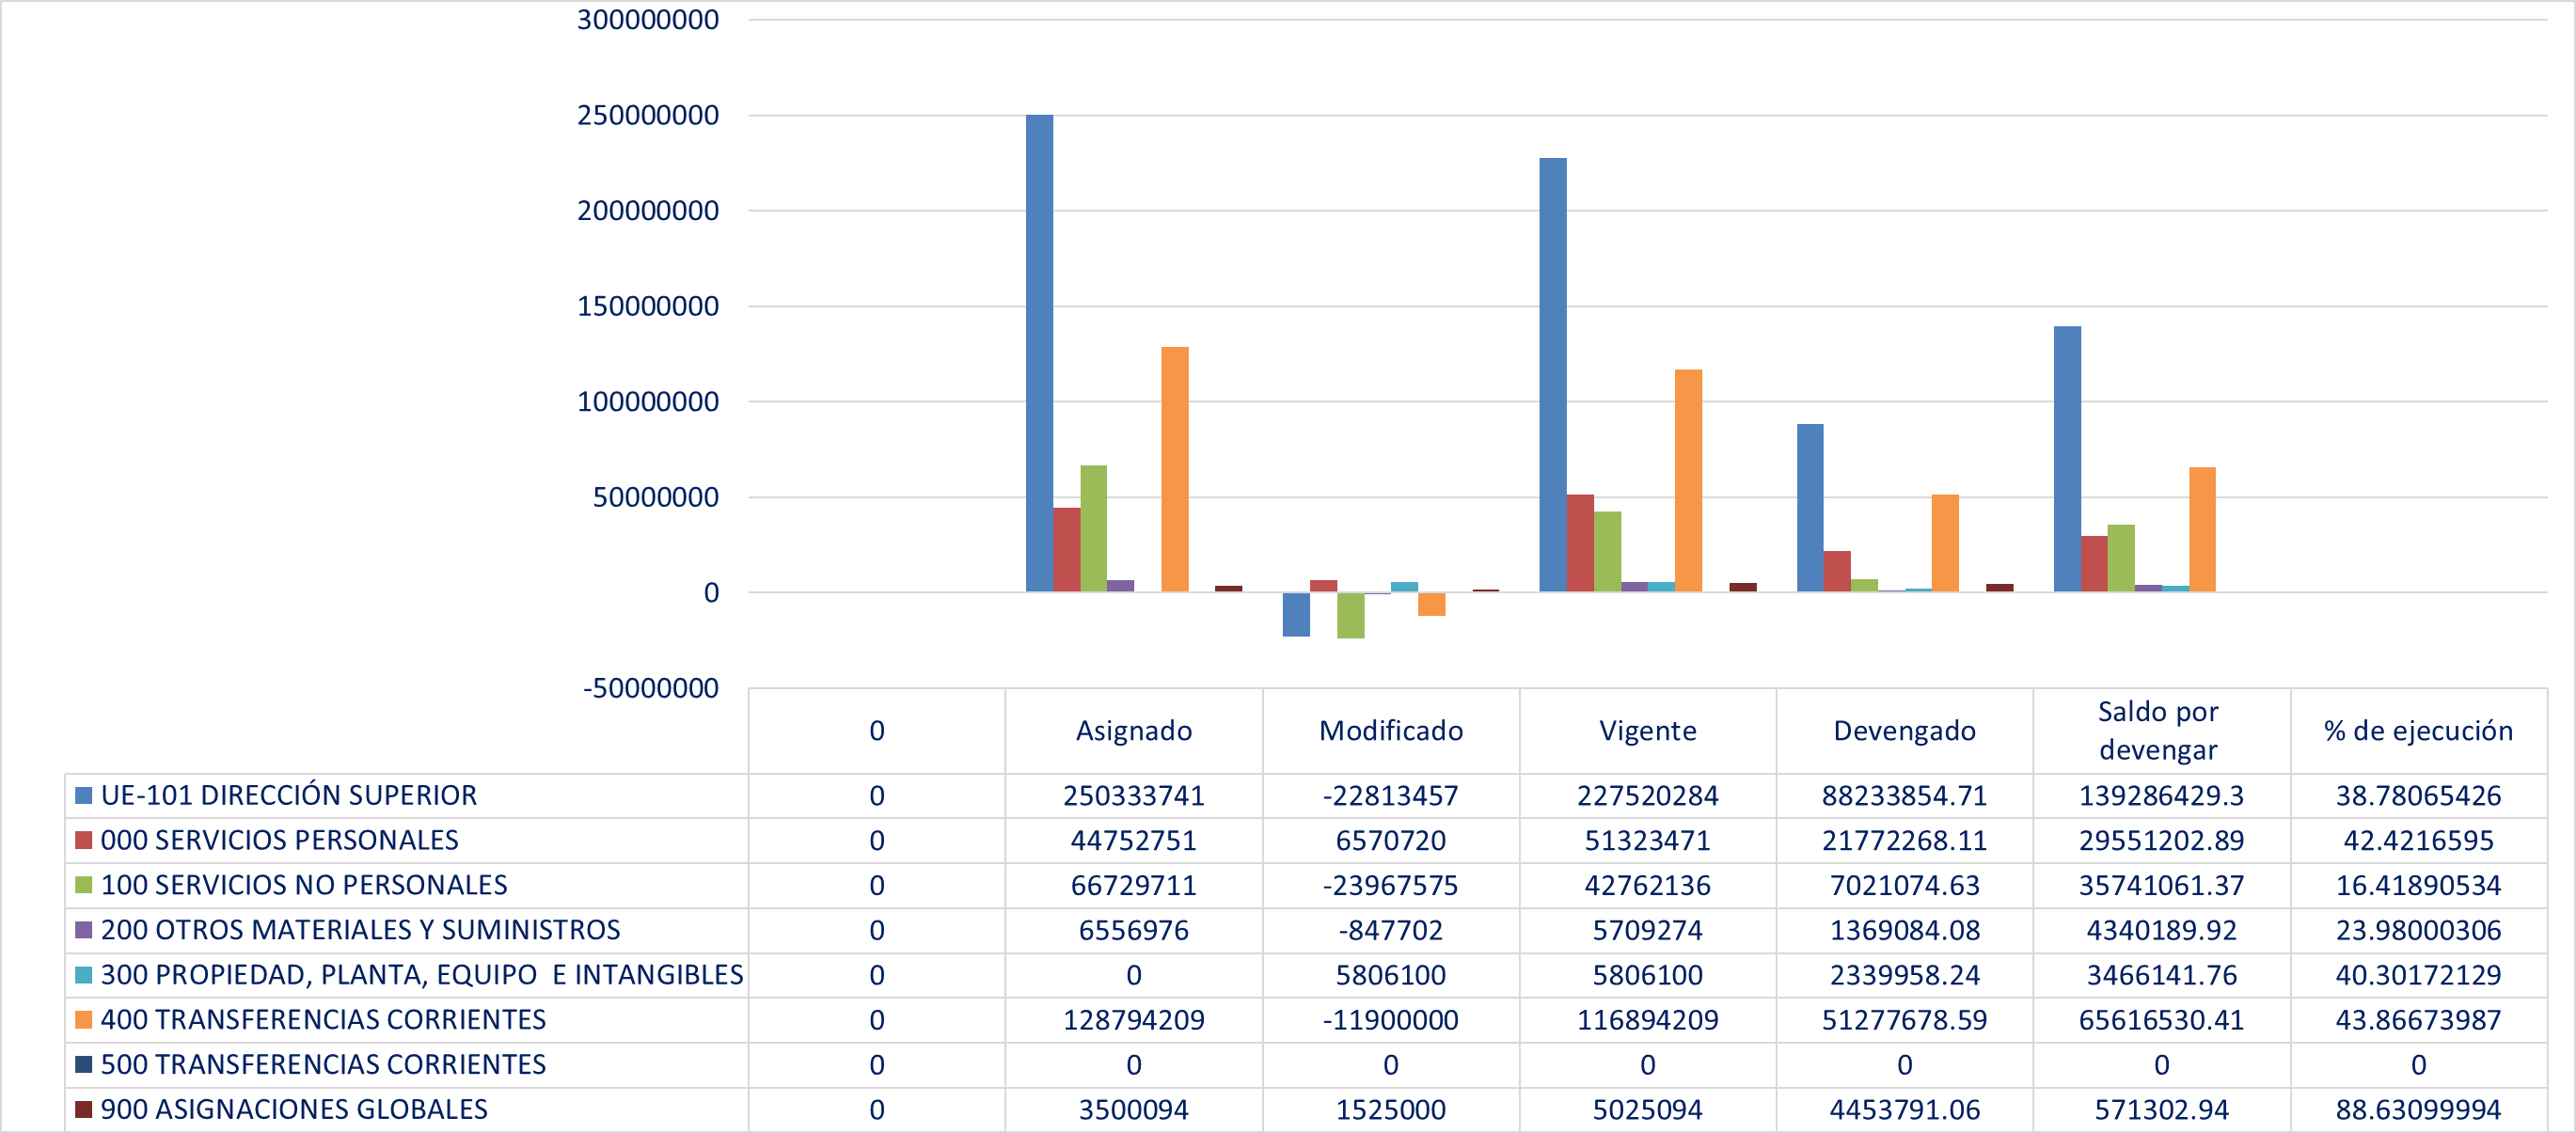 300000000
250000000
200000000
150000000
100000000
50000000
0
-50000000
0 Asignado Modificado Vigente Devengado Saldo por devengar % de ejecución
UE-101 DIRECCIÓN SUPERIOR 0 250333741 -22813457 227520284 88233854.71 139286429.3 38.78065426
000 SERVICIOS PERSONALES 0 44752751 6570720 51323471 21772268.11 29551202.89 42.4216595
100 SERVICIOS NO PERSONALES 0 66729711 -23967575 42762136 7021074.63 35741061.37 16.41890534
200 OTROS MATERIALES Y SUMINISTROS 0 6556976 -847702 5709274 1369084.08 4340189.92 23.98000306
300 PROPIEDAD, PLANTA, EQUIPO  E INTANGIBLES 0 0 5806100 5806100 2339958.24 3466141.76 40.30172129
400 TRANSFERENCIAS CORRIENTES 0 128794209 -11900000 116894209 51277678.59 65616530.41 43.86673987
500 TRANSFERENCIAS CORRIENTES 0 0 0 0 0 0 0
900 ASIGNACIONES GLOBALES 0 3500094 1525000 5025094 4453791.06 571302.94 88.63099994